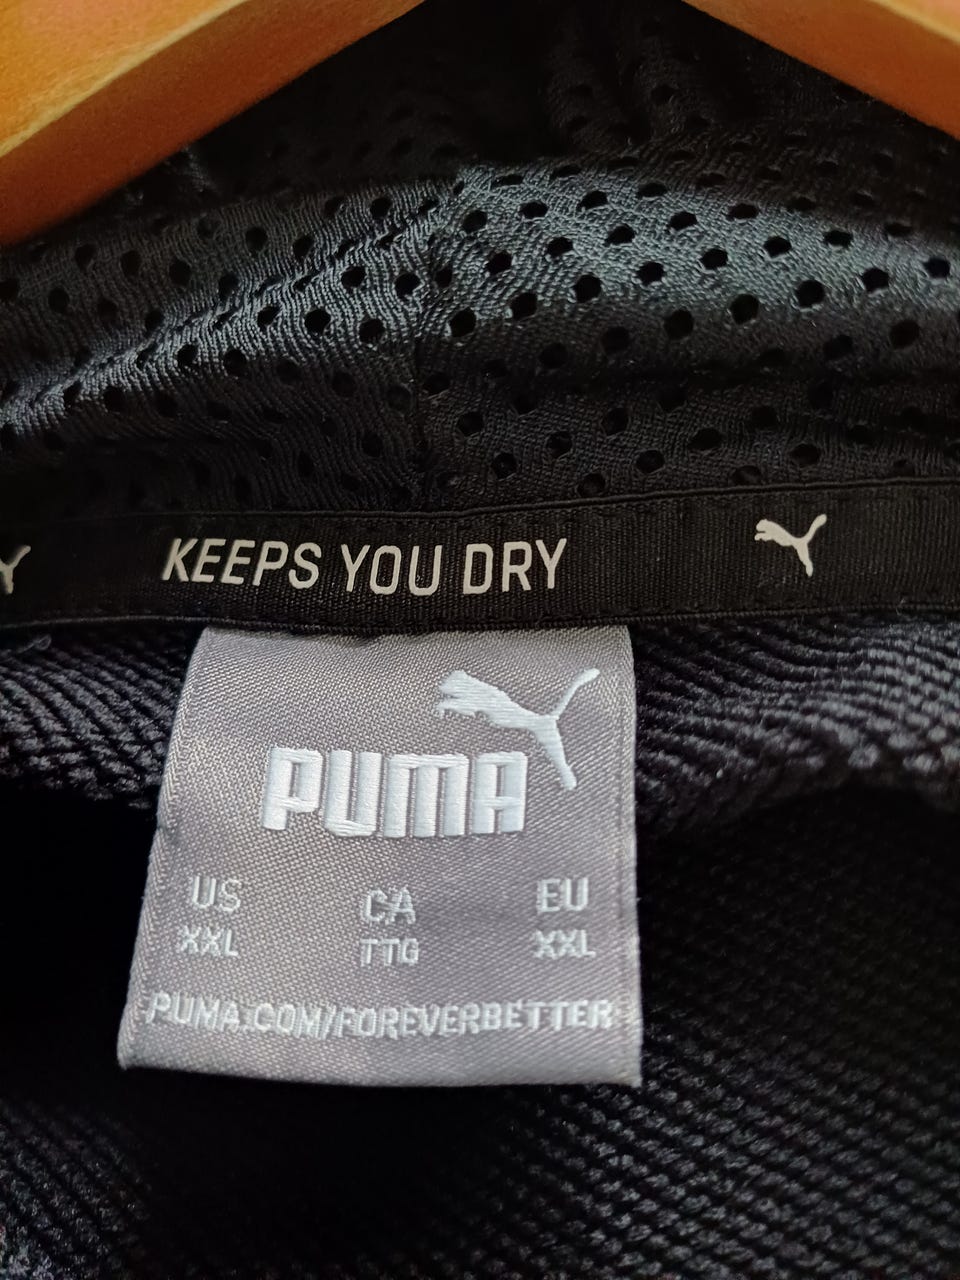 KEEPS YOU DRY
PUMA
US CA EU
XXL TTG XXL
PUMA.COM/FOREVERBETTER